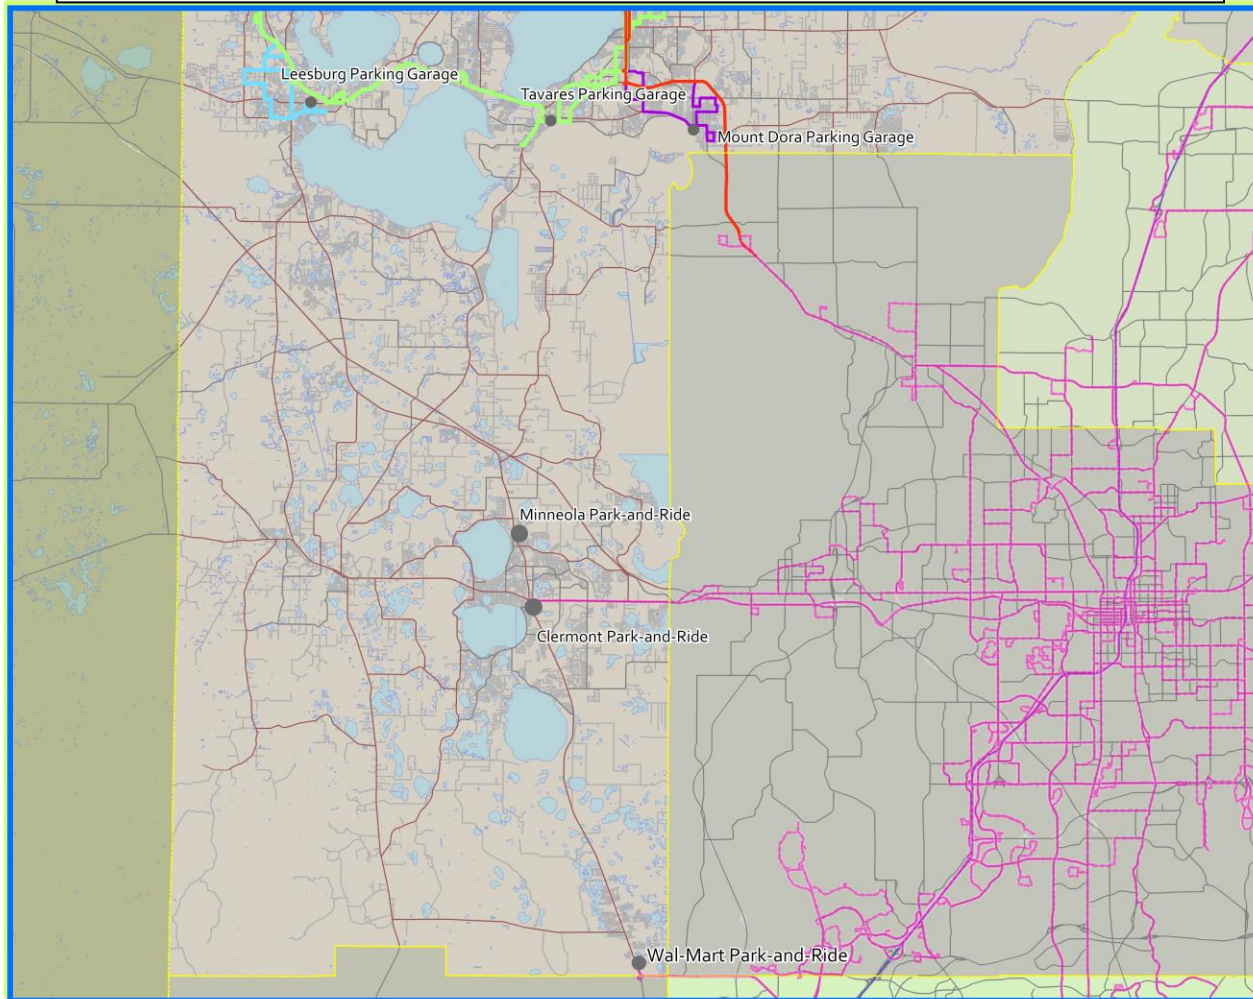 Leesburg Parking Garage
Tavares Parking Garage
Mount Dora Parking Garage
Minneola Park-and-Ride
Clermont Park-and-Ride
Wal-Mart Park-and-Ride